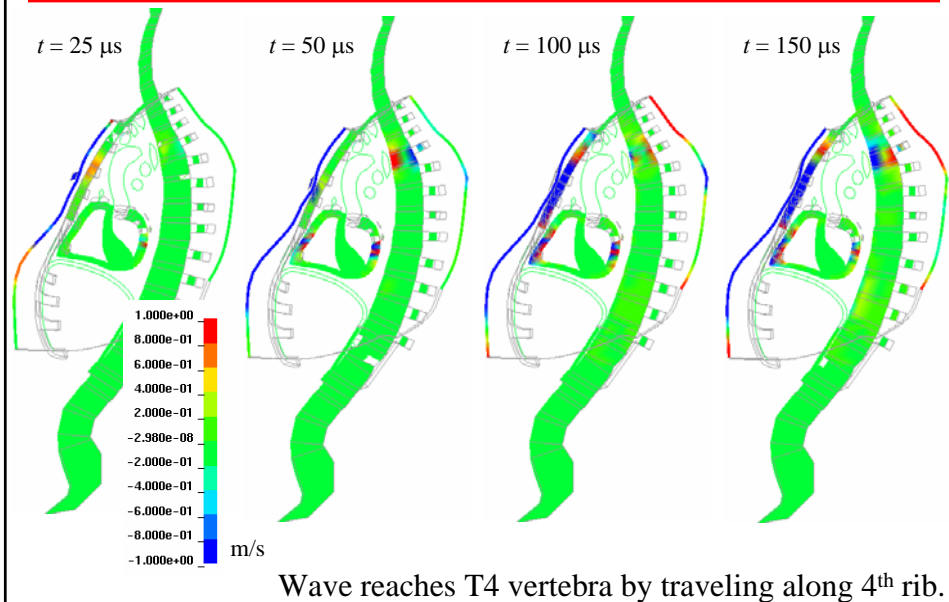 t = 25 μs
t = 50 μs
t = 100 μs
t = 150 μs
1.000e+00
8.000e-01
6.000e-01
4.000e-01
2.000e-01
-2.980e-08
-2.000e-01
-4.000e-01
-6.000e-01
-8.000e-01
-1.000e+00
m/s
Wave reaches T4 vertebra by traveling along 4th rib.